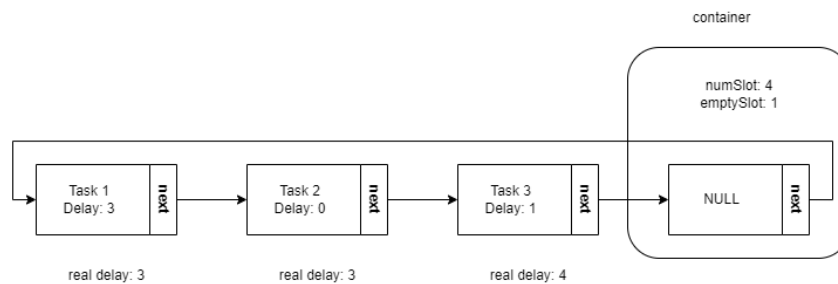 container
numSlot: 4
emptySlot: 1
Task 1
Delay: 3
next
Task 2
Delay: 0
next
Task 3
Delay: 1
next
NULL
next
real delay: 3
real delay: 3
real delay: 4